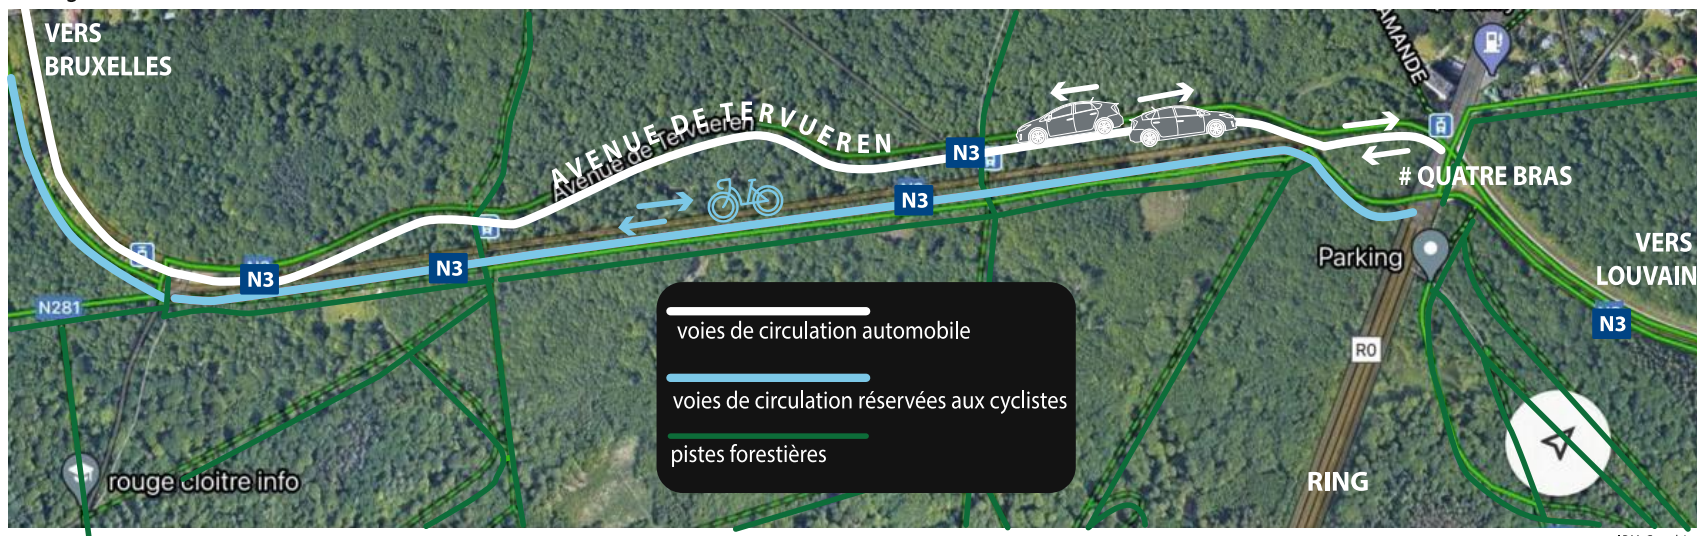 VERS
BRUXELLES
AMANDE
AVENUE DE TERVUEREN
Avenue de Tervueren
N3
# QUATRE BRAS
N3
Parking
VERS
LOUVAIN
N3
N3
N281
N3
R0
voies de circulation automobile
voies de circulation réservées aux cyclistes
pistes forestières
rouge cloitre info
RING